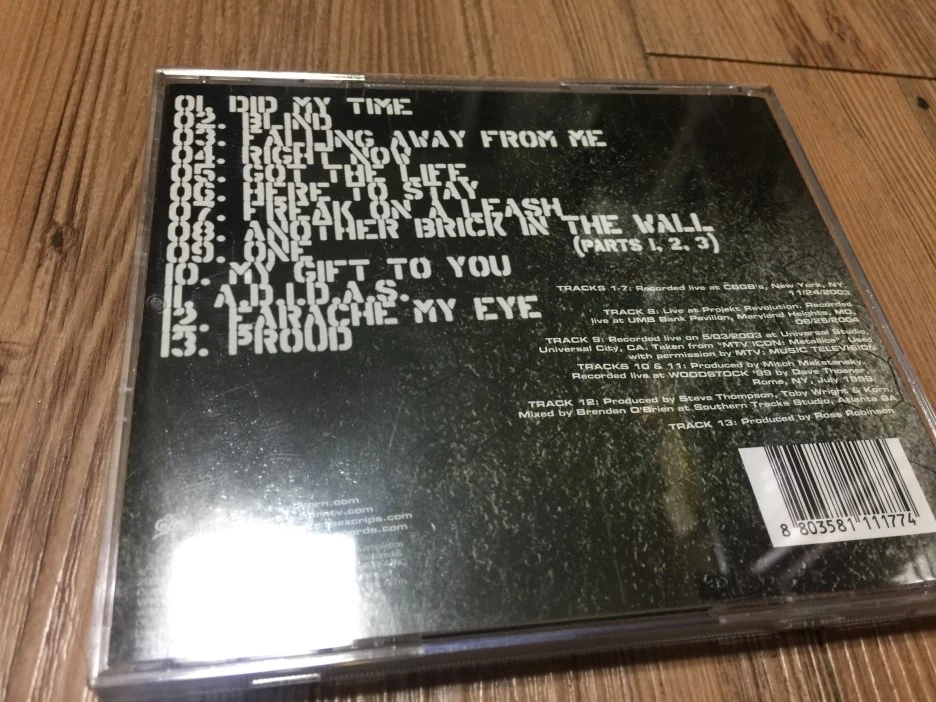 01. DID MY TIME
02. BLIND
03. FALLING AWAY FROM ME
04. RIGHT NOW
05. GOT THE LIFE
06. HERE TO STAY
07. FREAK ON A LEASH
08. ANOTHER BRICK IN THE WALL
(PARTS 1, 2, 3)
09. ONE
10. MY GIFT TO YOU
11. A.D.I.D.A.S.
12. EARACHE MY EYE
13. PROUD
TRACKS 1-7: Recorded live at CBGB's, New York, NY,
11/24/2003
TRACK 8: Live at Projekt Revolution. Recorded
live at UMB Bank Pavilion, Maryland Heights, MO,
08/25/2004
TRACK 9: Recorded live on 5/03/2003 at Universal Studio,
Universal City, CA. Taken from "MTV ICON: Metallica", Used
with permission by MTV: MUSIC TELEVISION
TRACKS 10 & 11: Produced by Mitch Maketansky,
Recorded live at WOODSTOCK '99 by Dave Thoener,
Rome, NY, July 1999.
TRACK 12: Produced by Steve Thompson, Toby Wright & Korn,
Mixed by Brendan O'Brien at Southern Tracks Studio, Atlanta GA
TRACK 13: Produced by Ross Robinson
8 803581 111774